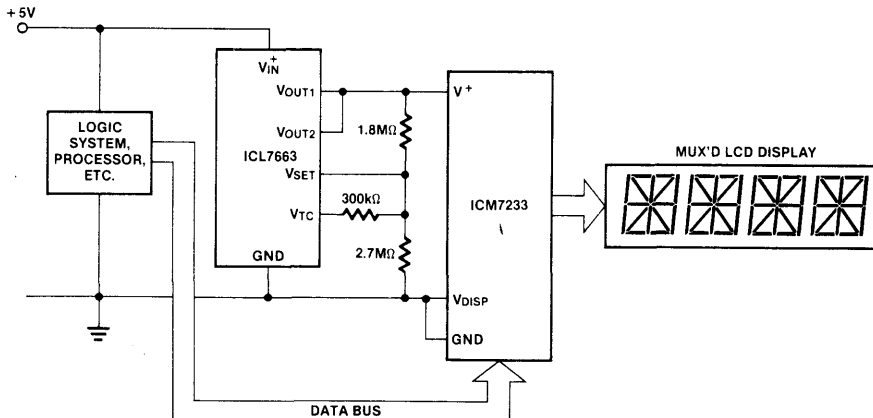 +5V
LOGIC
SYSTEM,
PROCESSOR,
ETC.
V+IN
VOUT1
VOUT2
ICL7663
VSET
VTC
GND
1.8MΩ
300kΩ
2.7MΩ
V+
ICM7233
VDISP
GND
MUX'D LCD DISPLAY
DATA BUS